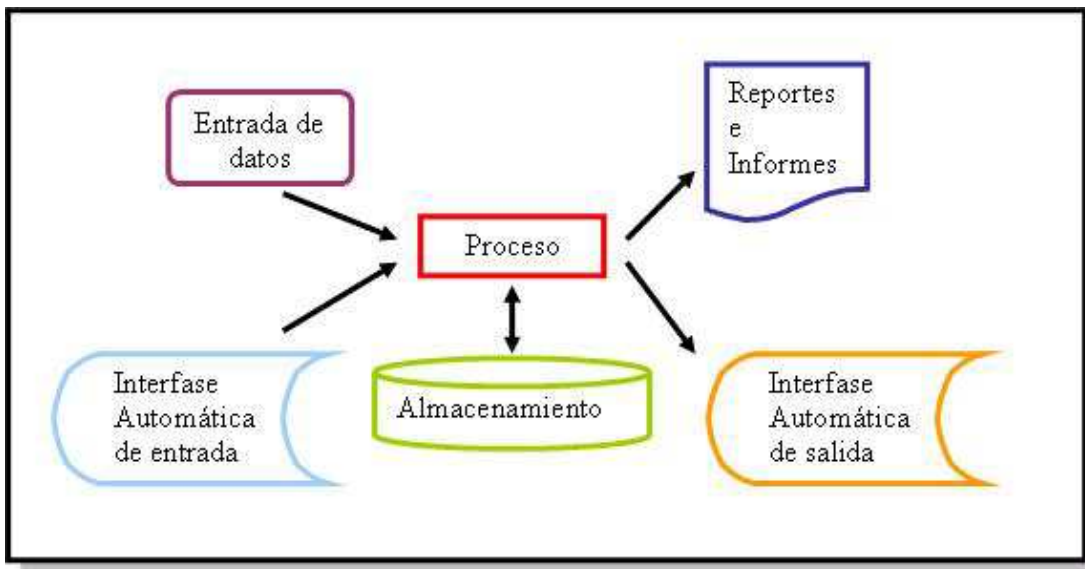 Entrada de
datos
Reportes
e
Informes
Proceso
Interfase
Automática
de entrada
Almacenamiento
Interfase
Automática
de salida